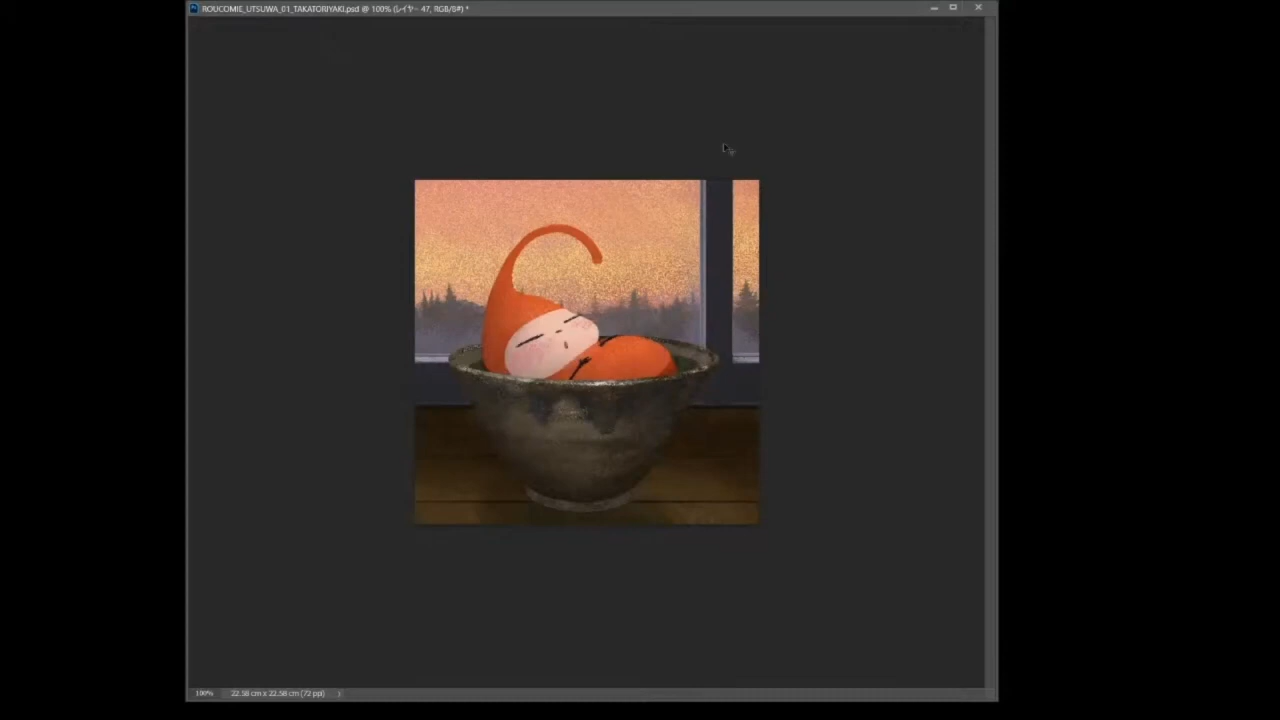 Ps ROUCOMIE_UTSUWA_01_TAKATORIYAKI.psd @ 100% (レイヤー 47, RGB/8#) *
100% 22.58 cm x 22.58 cm (72 ppi)